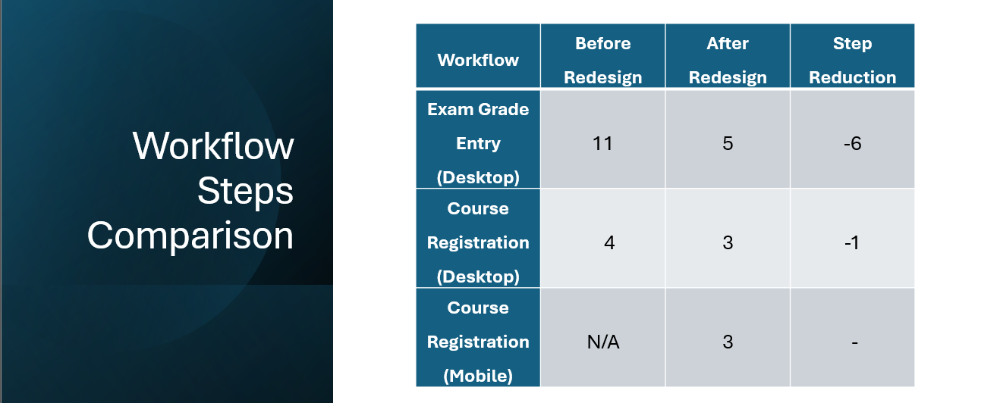 Workflow
Steps
Comparison
Workflow
Before
Redesign
After
Redesign
Step
Reduction
Exam Grade
Entry
(Desktop)
11
5
-6
Course
Registration
(Desktop)
4
3
-1
Course
Registration
(Mobile)
N/A
3
-